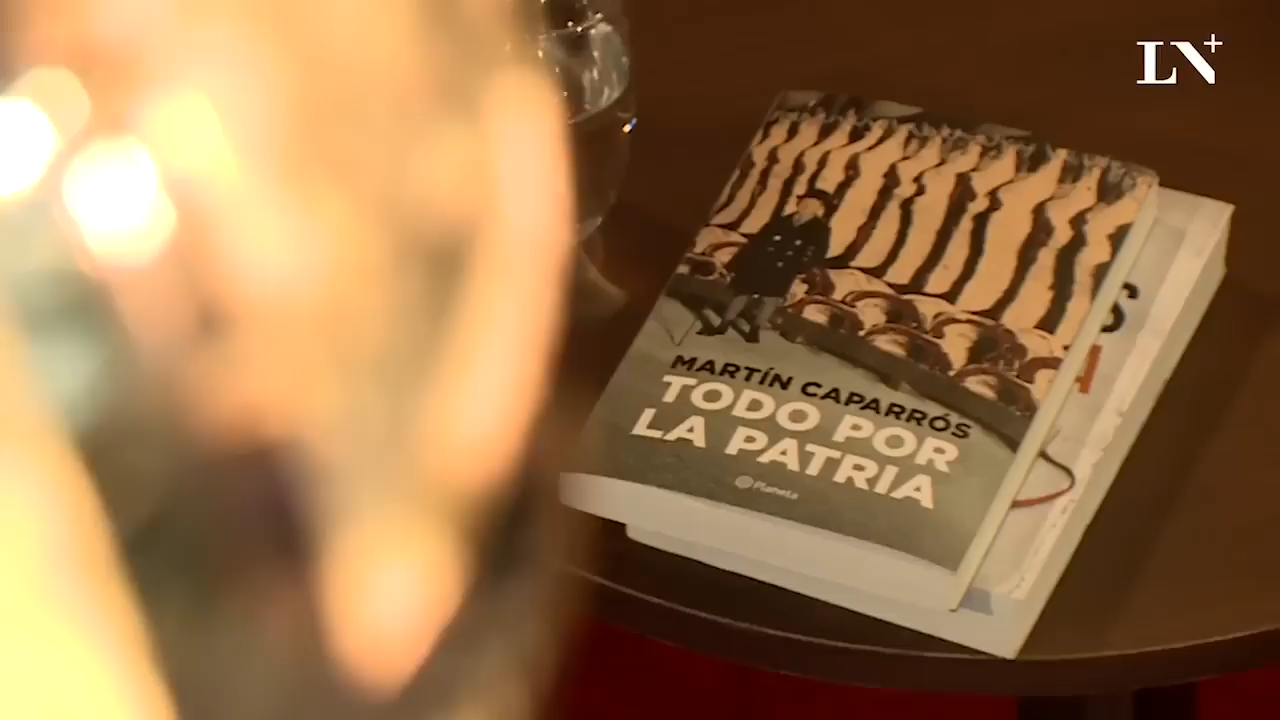 LN+
MARTÍN CAPARRÓS
TODO POR
LA PATRIA
Planeta
S
A